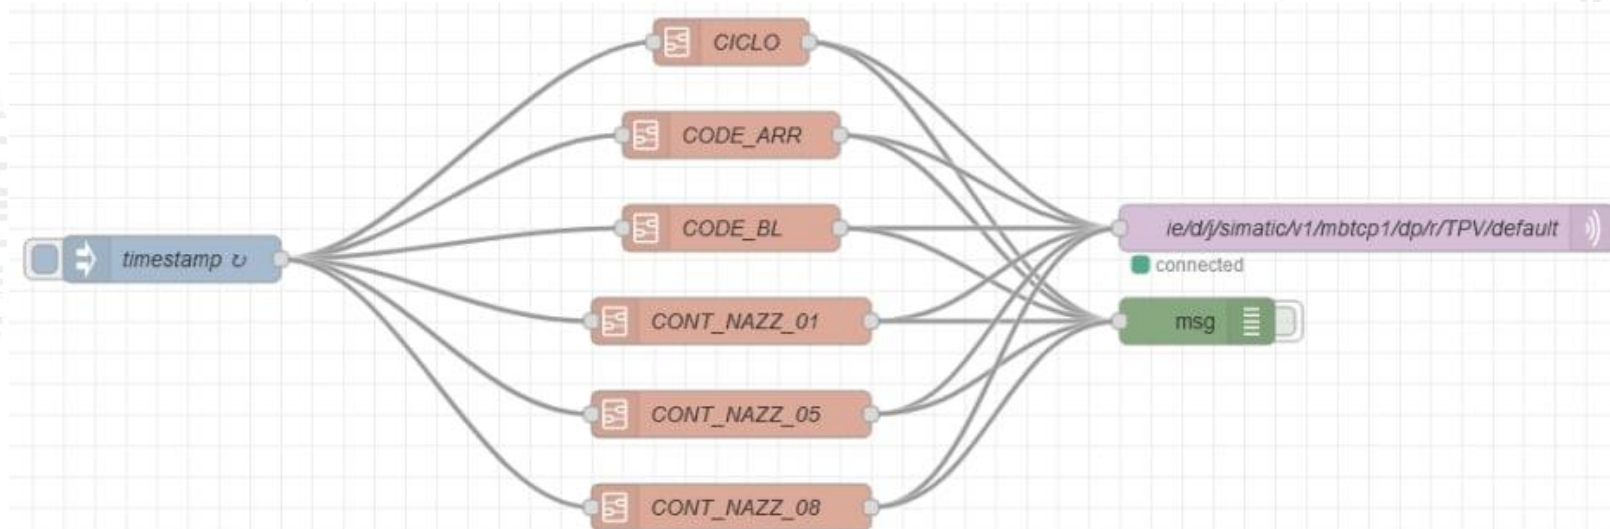 CICLO
CODE_ARR
CODE_BL
timestamp ↻
ie/d/j/simatic/v1/mbtcp1/dp/r/TPV/default
connected
CONT_NAZZ_01
msg
CONT_NAZZ_05
CONT_NAZZ_08